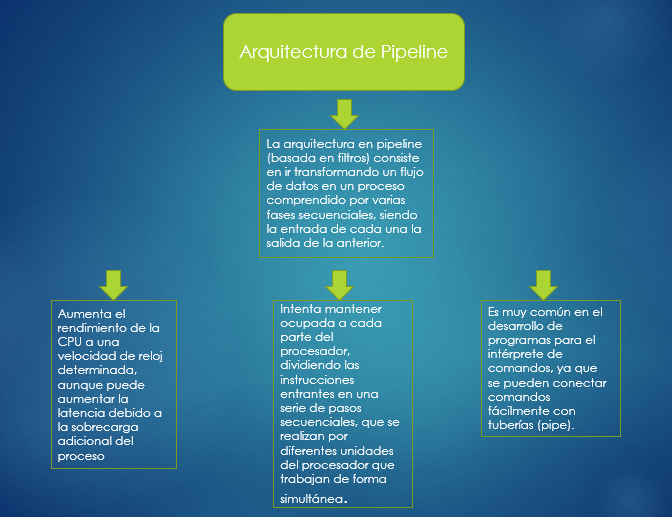 Arquitectura de Pipeline
La arquitectura en pipeline
(basada en filtros) consiste
en ir transformando un flujo
de datos en un proceso
comprendido por varias
fases secuenciales, siendo
la entrada de cada una la
salida de la anterior.
Aumenta el
rendimiento de la
CPU a una
velocidad de reloj
determinada,
aunque puede
aumentar la
latencia debido a
la sobrecarga
adicional del
proceso
Intenta mantener
ocupada a cada
parte del
procesador,
dividiendo las
instrucciones
entrantes en una
serie de pasos
secuenciales, que se
realizan por
diferentes unidades
del procesador que
trabajan de forma
simultánea.
Es muy común en el
desarrollo de
programas para el
intérprete de
comandos, ya que
se pueden conectar
comandos
fácilmente con
tuberías (pipe).